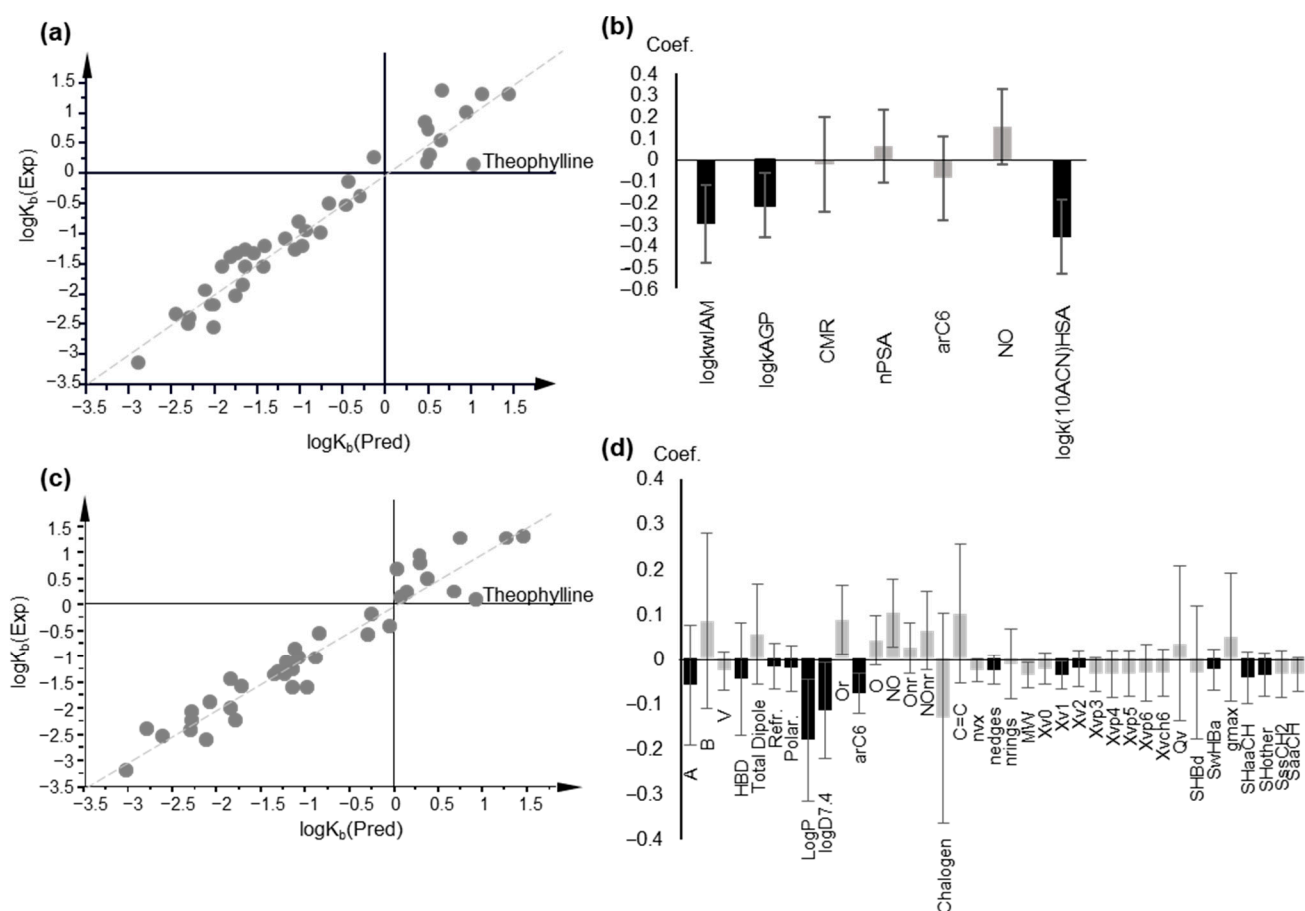 (a)
1.5
1
0.5
0
−0.5
−1
−1.5
−2
−2.5
−3
−3.5
logKb(Exp)
Theophylline
−3.5 −3 −2.5 −2 −1.5 −1 −0.5 0 0.5 1 1.5
logKb(Pred)
(b)
Coef.
0.4
0.4
0.2
0.1
0
−0.1
−0.2
−0.3
−0.4
−0.5
−0.6
logkwIAM
logkAGP
CMR
nPSA
arC6
NO
logk(10ACN)HSA
(c)
1.5
1
0.5
0
−0.5
−1
−1.5
−2
−2.5
−3
−3.5
logKb(Exp)
Theophylline
−3.5 −3 −2.5 −2 −1.5 −1 −0.5 0 0.5 1 1.5
logKb(Pred)
(d)
Coef.
0.4
0.3
0.2
0.1
0
−0.1
−0.2
−0.3
−0.4
A
B
V
HBD
Total Dipole
Refr.
Polar.
LogP
logD7.4
Or
arC6
O
NO
Onr
NOnr
Chalogen
C=C
nvx
nedges
nrings
MW
Xv0
Xv1
Xv2
Xvp3
Xvp4
Xvp5
Xvp6
Xvch6
Qv
SHBd
SwHBa
gmax
SHaaCH
SHother
SssCH2
SaaCH